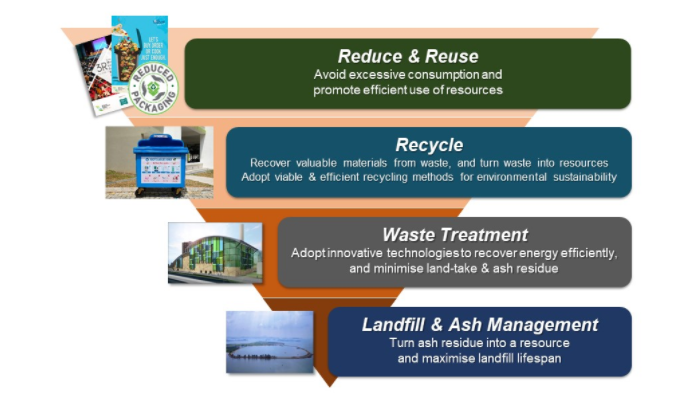 REDUCED
PACKAGING
Reduce & Reuse
Avoid excessive consumption and
promote efficient use of resources
Recycle
Recover valuable materials from waste, and turn waste into resources
Adopt viable & efficient recycling methods for environmental sustainability
Waste Treatment
Adopt innovative technologies to recover energy efficiently,
and minimise land-take & ash residue
Landfill & Ash Management
Turn ash residue into a resource
and maximise landfill lifespan